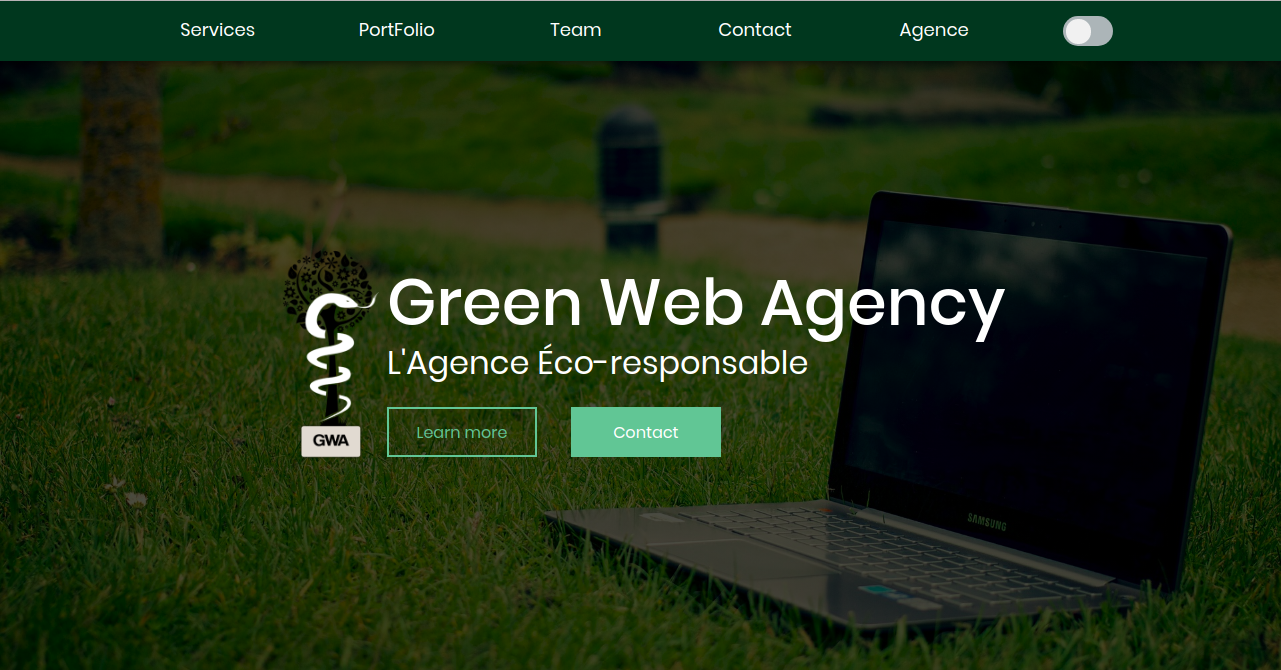 Services PortFolio Team Contact Agence
Green Web Agency
L'Agence Éco-responsable
Learn more Contact
GWA
SAMSUNG